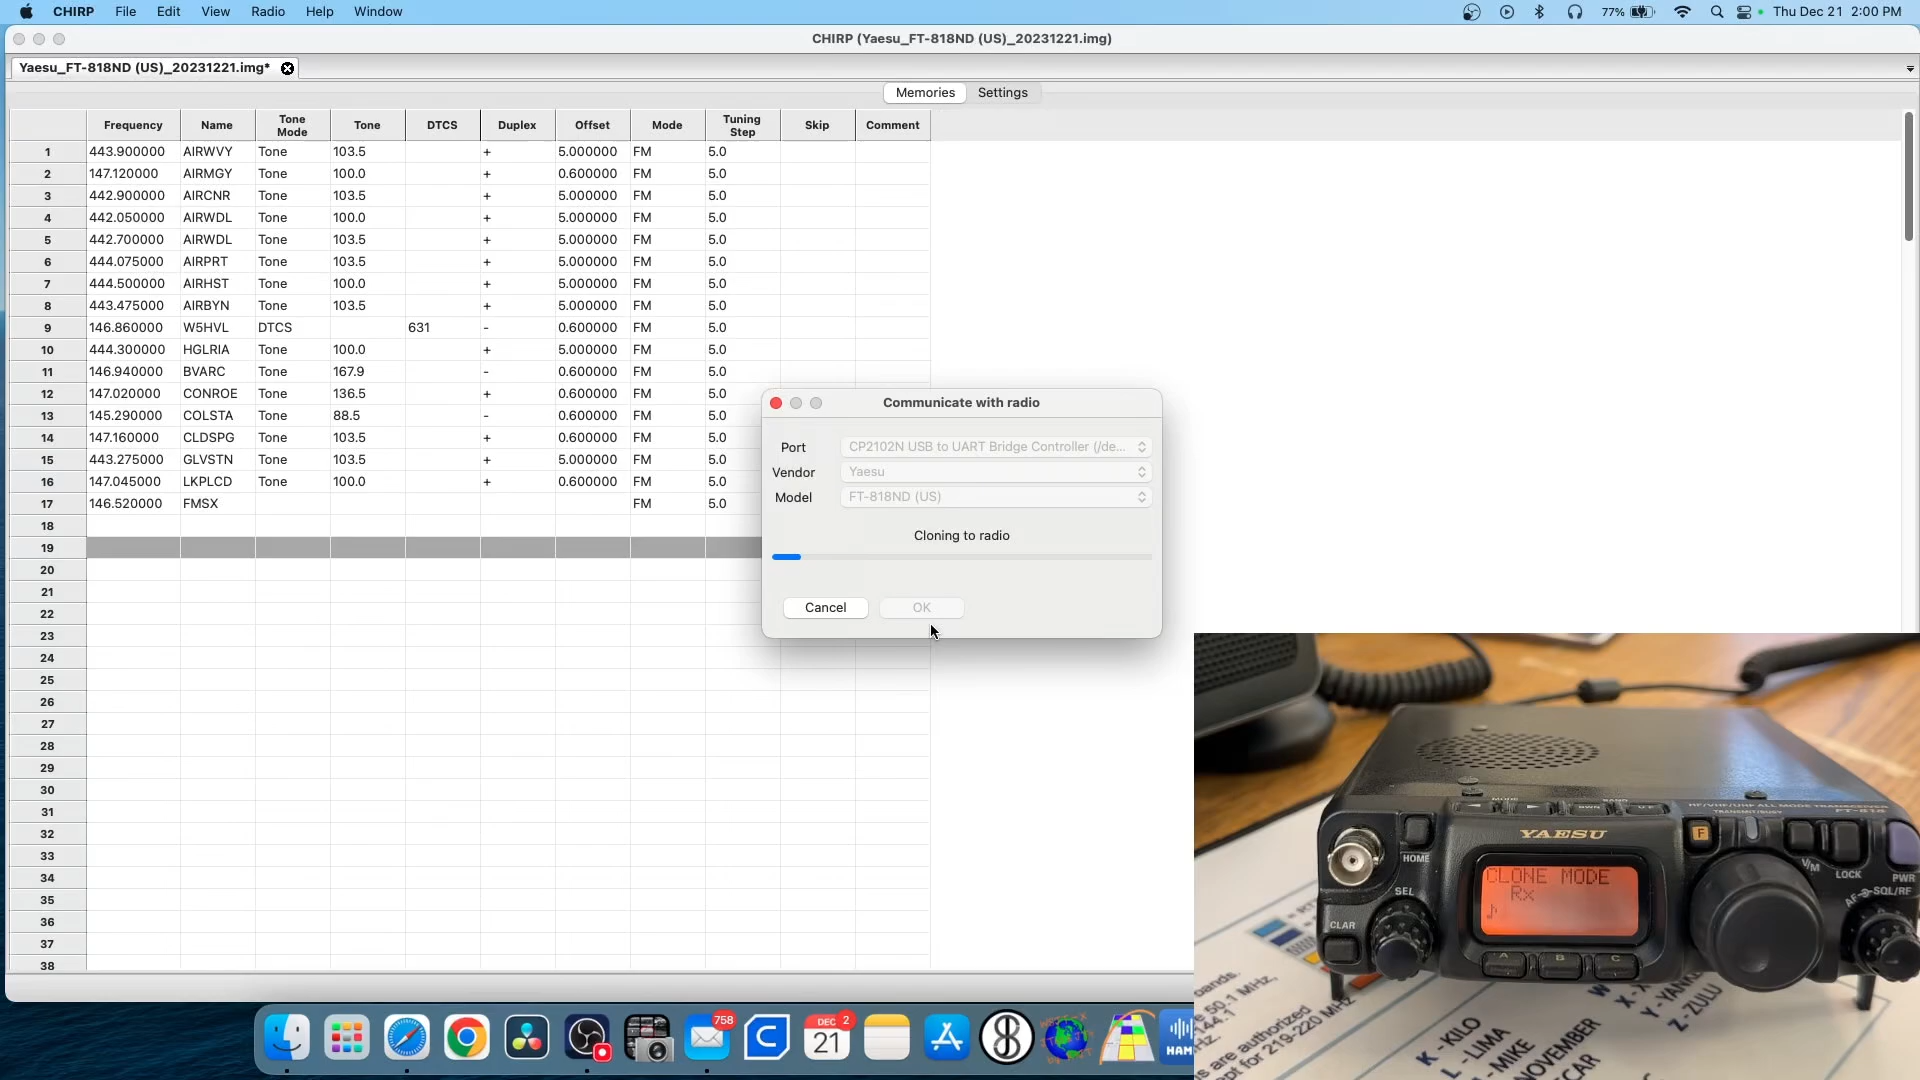 CHIRP File Edit View Radio Help Window 77% Thu Dec 21 2:00 PM
CHIRP (Yaesu_FT-818ND (US)_20231221.img)
Yaesu_FT-818ND (US)_20231221.img*
Memories Settings
Frequency Name Tone Mode Tone DTCS Duplex Offset Mode Tuning Step Skip Comment
1 443.900000 AIRWVY Tone 103.5 + 5.000000 FM 5.0
2 147.120000 AIRMGY Tone 100.0 + 0.600000 FM 5.0
3 442.900000 AIRCNR Tone 103.5 + 5.000000 FM 5.0
4 442.050000 AIRWDL Tone 100.0 + 5.000000 FM 5.0
5 442.700000 AIRWDL Tone 103.5 + 5.000000 FM 5.0
6 444.075000 AIRPRT Tone 103.5 + 5.000000 FM 5.0
7 444.500000 AIRHST Tone 100.0 + 5.000000 FM 5.0
8 443.475000 AIRBYN Tone 103.5 + 5.000000 FM 5.0
9 146.860000 W5HVL DTCS 631 - 0.600000 FM 5.0
10 444.300000 HGLRIA Tone 100.0 + 5.000000 FM 5.0
11 146.940000 BVARC Tone 167.9 - 0.600000 FM 5.0
12 147.020000 CONROE Tone 136.5 + 0.600000 FM 5.0
13 145.290000 COLSTA Tone 88.5 - 0.600000 FM 5.0
14 147.160000 CLDSPG Tone 103.5 + 0.600000 FM 5.0
15 443.275000 GLVSTN Tone 103.5 + 5.000000 FM 5.0
16 147.045000 LKPLCD Tone 100.0 + 0.600000 FM 5.0
17 146.520000 FMSX FM 5.0
18
19
20
21
22
23
24
25
26
27
28
29
30
31
32
33
34
35
36
37
38
Communicate with radio
Port CP2102N USB to UART Bridge Controller (/de...
Vendor Yaesu
Model FT-818ND (US)
Cloning to radio
Cancel OK
YAESU
F
HOME
V/M
LOCK
PWR
SEL
AF SQL/RF
CLAR
CLONE MODE
Rx
A B C
50.1 MHz,
144.1
are authorized
for 219-220 MHz
K - KILO
L - LIMA
- MIKE
NOVEMBER
Z - ZULU
758
DEC 2
21
HAM